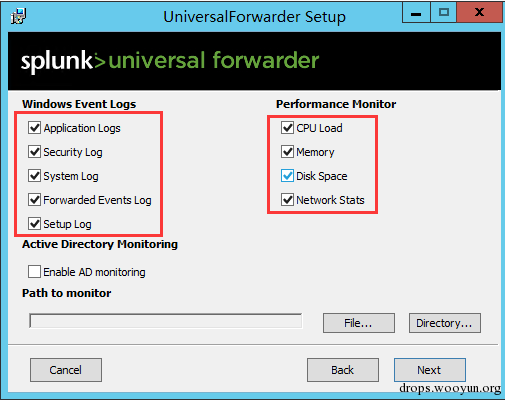 UniversalForwarder Setup
splunk> universal forwarder
Windows Event Logs
Application Logs
Security Log
System Log
Forwarded Events Log
Setup Log
Performance Monitor
CPU Load
Memory
Disk Space
Network Stats
Active Directory Monitoring
Enable AD monitoring
Path to monitor
File... Directory...
Cancel Back Next
drops.wooyun.org